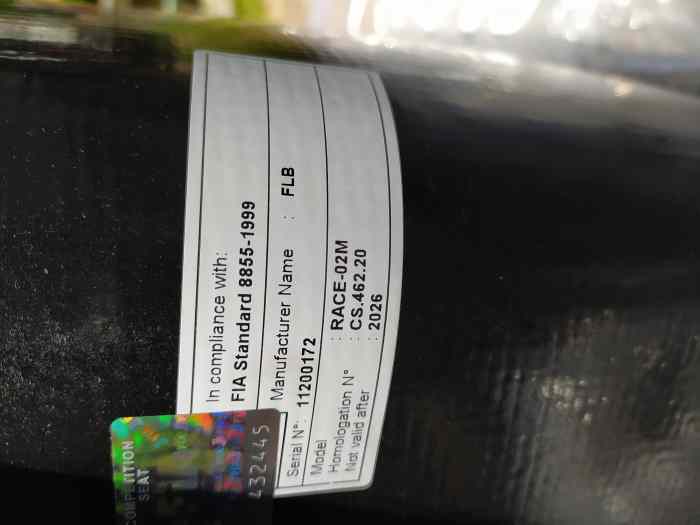 In compliance with:
FIA Standard 8855-1999
Manufacturer Name : FLB
Serial N°: 11200172
Model : RACE-02M
Homologation N° : CS.462.20
Not valid after : 2026
COMPETITION
SEAT
432445